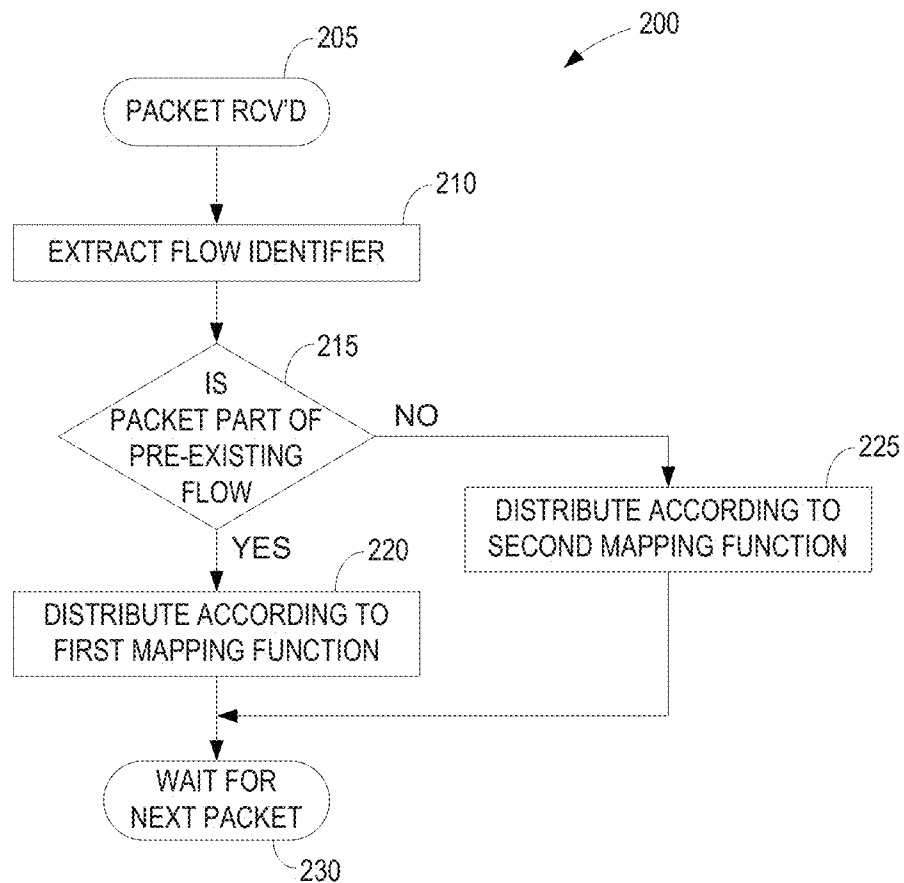 200
205
PACKET RCV'D
210
EXTRACT FLOW IDENTIFIER
215
IS
PACKET PART OF
PRE-EXISTING
FLOW
NO
YES
225
DISTRIBUTE ACCORDING TO
SECOND MAPPING FUNCTION
220
DISTRIBUTE ACCORDING TO
FIRST MAPPING FUNCTION
WAIT FOR
NEXT PACKET
230